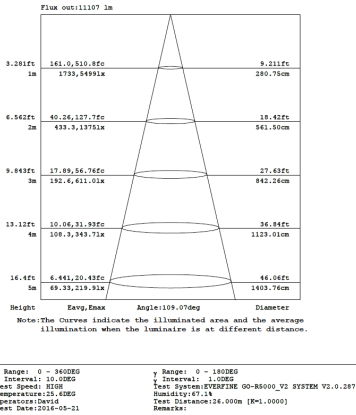 Flux out:11107 lm
3.281ft 161.0,510.8fc 9.211ft
1m 1733,5499lx 280.75cm
6.562ft 40.26,127.7fc 18.42ft
2m 433.3,1375lx 561.50cm
9.843ft 17.89,56.76fc 27.63ft
3m 192.6,611.0lx 842.26cm
13.12ft 10.06,31.93fc 36.84ft
4m 108.3,343.7lx 1123.01cm
16.4ft 6.441,20.43fc 46.06ft
5m 69.33,219.9lx 1403.76cm
Height Eavg,Emax Angle:109.07deg Diameter
Note:The Curves indicate the illuminated area and the average
illumination when the luminaire is at different distance.
Range: 0 - 360DEG γ Range: 0 - 180DEG
Interval: 10.0DEG γ Interval: 1.0DEG
est Speed: HIGH Test System:EVERFINE GO-R5000_V2 SYSTEM V2.0.287
emperature:25.6DEG Humidity:67.1%
perators:David Test Distance:26.000m [K=1.0000]
est Date:2016-05-21 Remarks: